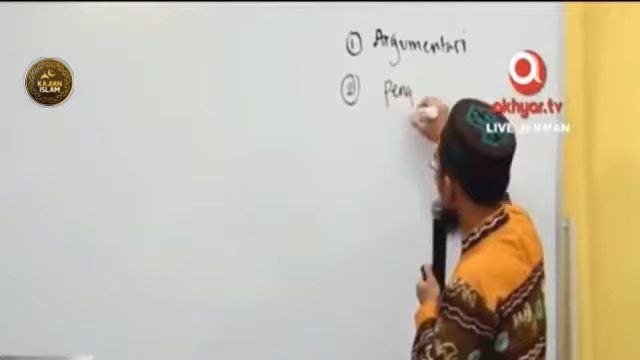 ① Argumentasi
② Peng
KAJIAN
ISLAM
a
akhyar.tv
LIVE